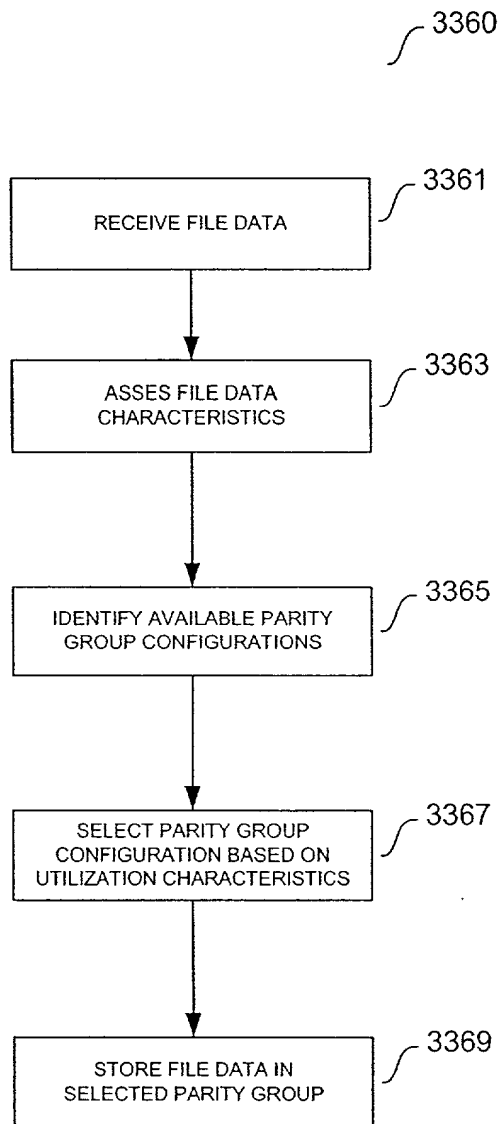 3360
3361
RECEIVE FILE DATA
3363
ASSES FILE DATA
CHARACTERISTICS
3365
IDENTIFY AVAILABLE PARITY
GROUP CONFIGURATIONS
3367
SELECT PARITY GROUP
CONFIGURATION BASED ON
UTILIZATION CHARACTERISTICS
3369
STORE FILE DATA IN
SELECTED PARITY GROUP